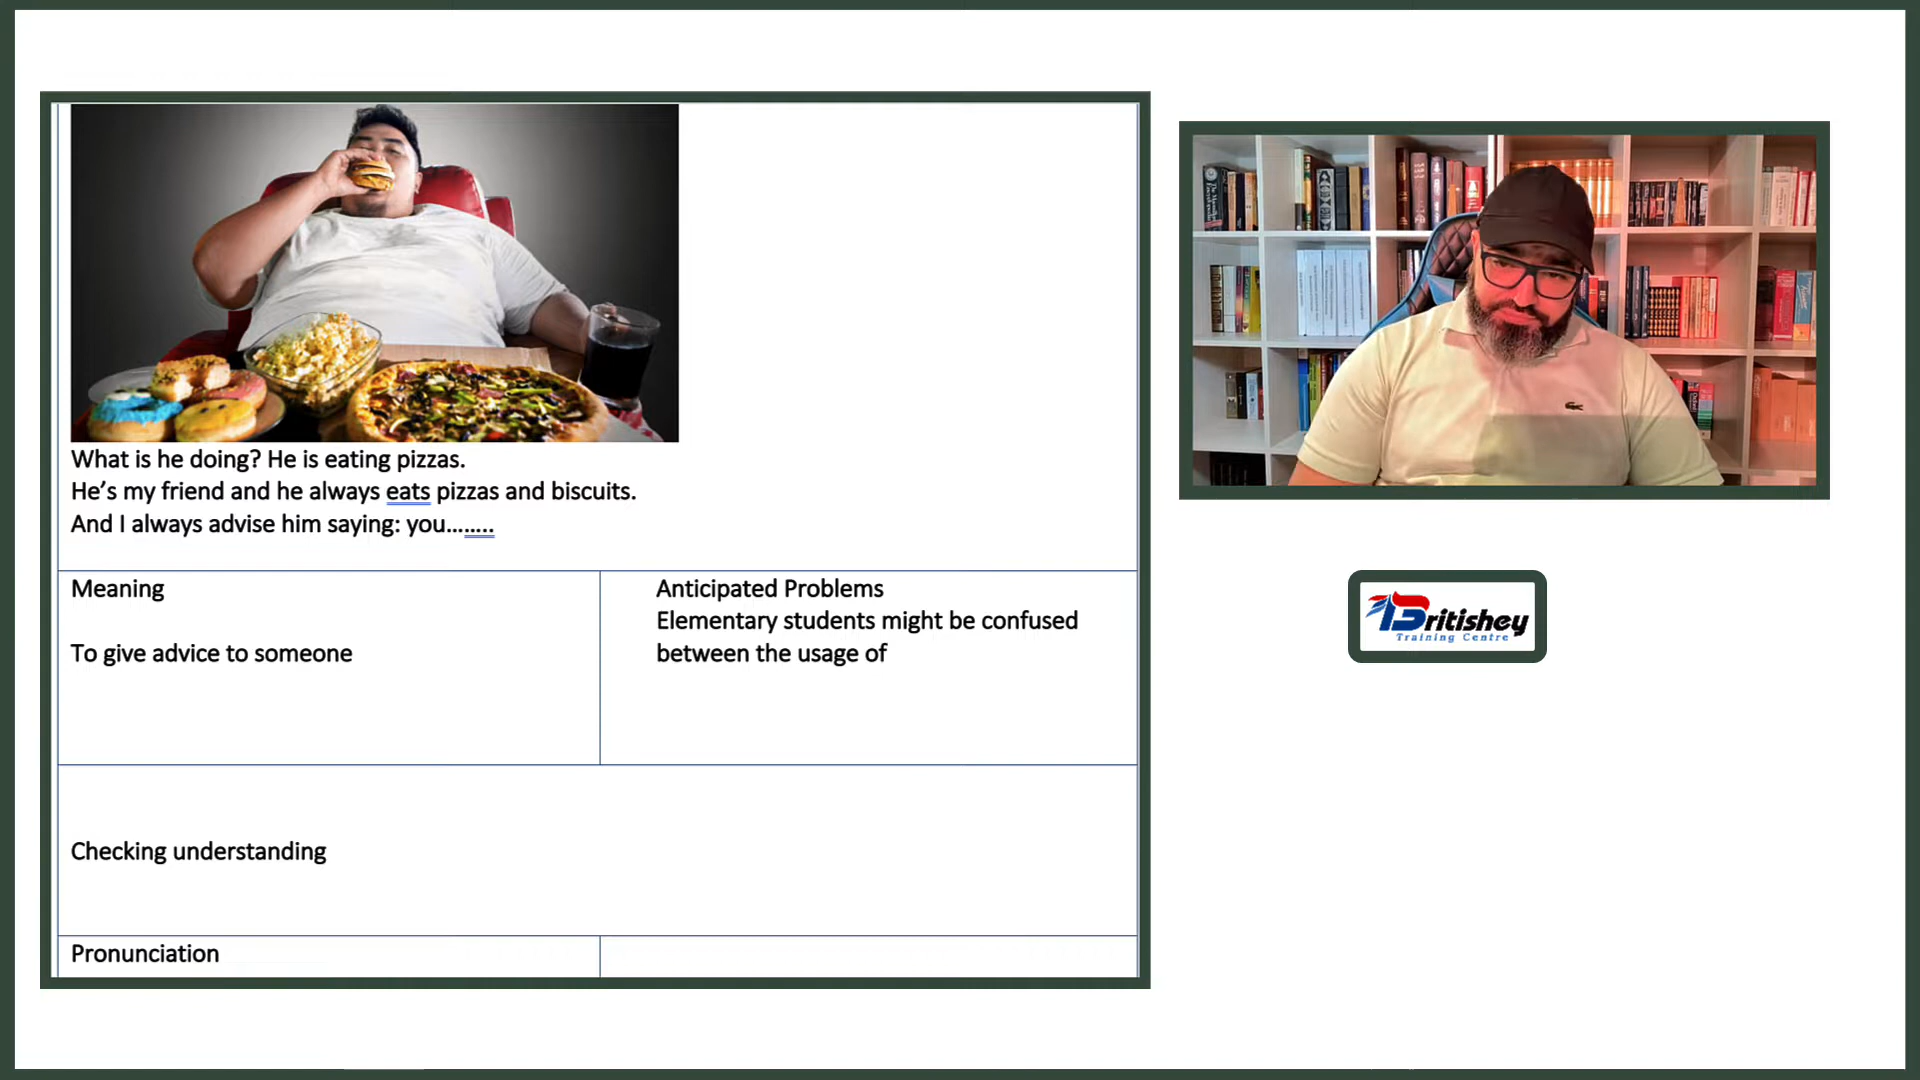 What is he doing? He is eating pizzas.
He's my friend and he always eats pizzas and biscuits.
And I always advise him saying: you........
Meaning
To give advice to someone
Anticipated Problems
Elementary students might be confused
between the usage of
Checking understanding
Pronunciation
Britishey
Training Centre